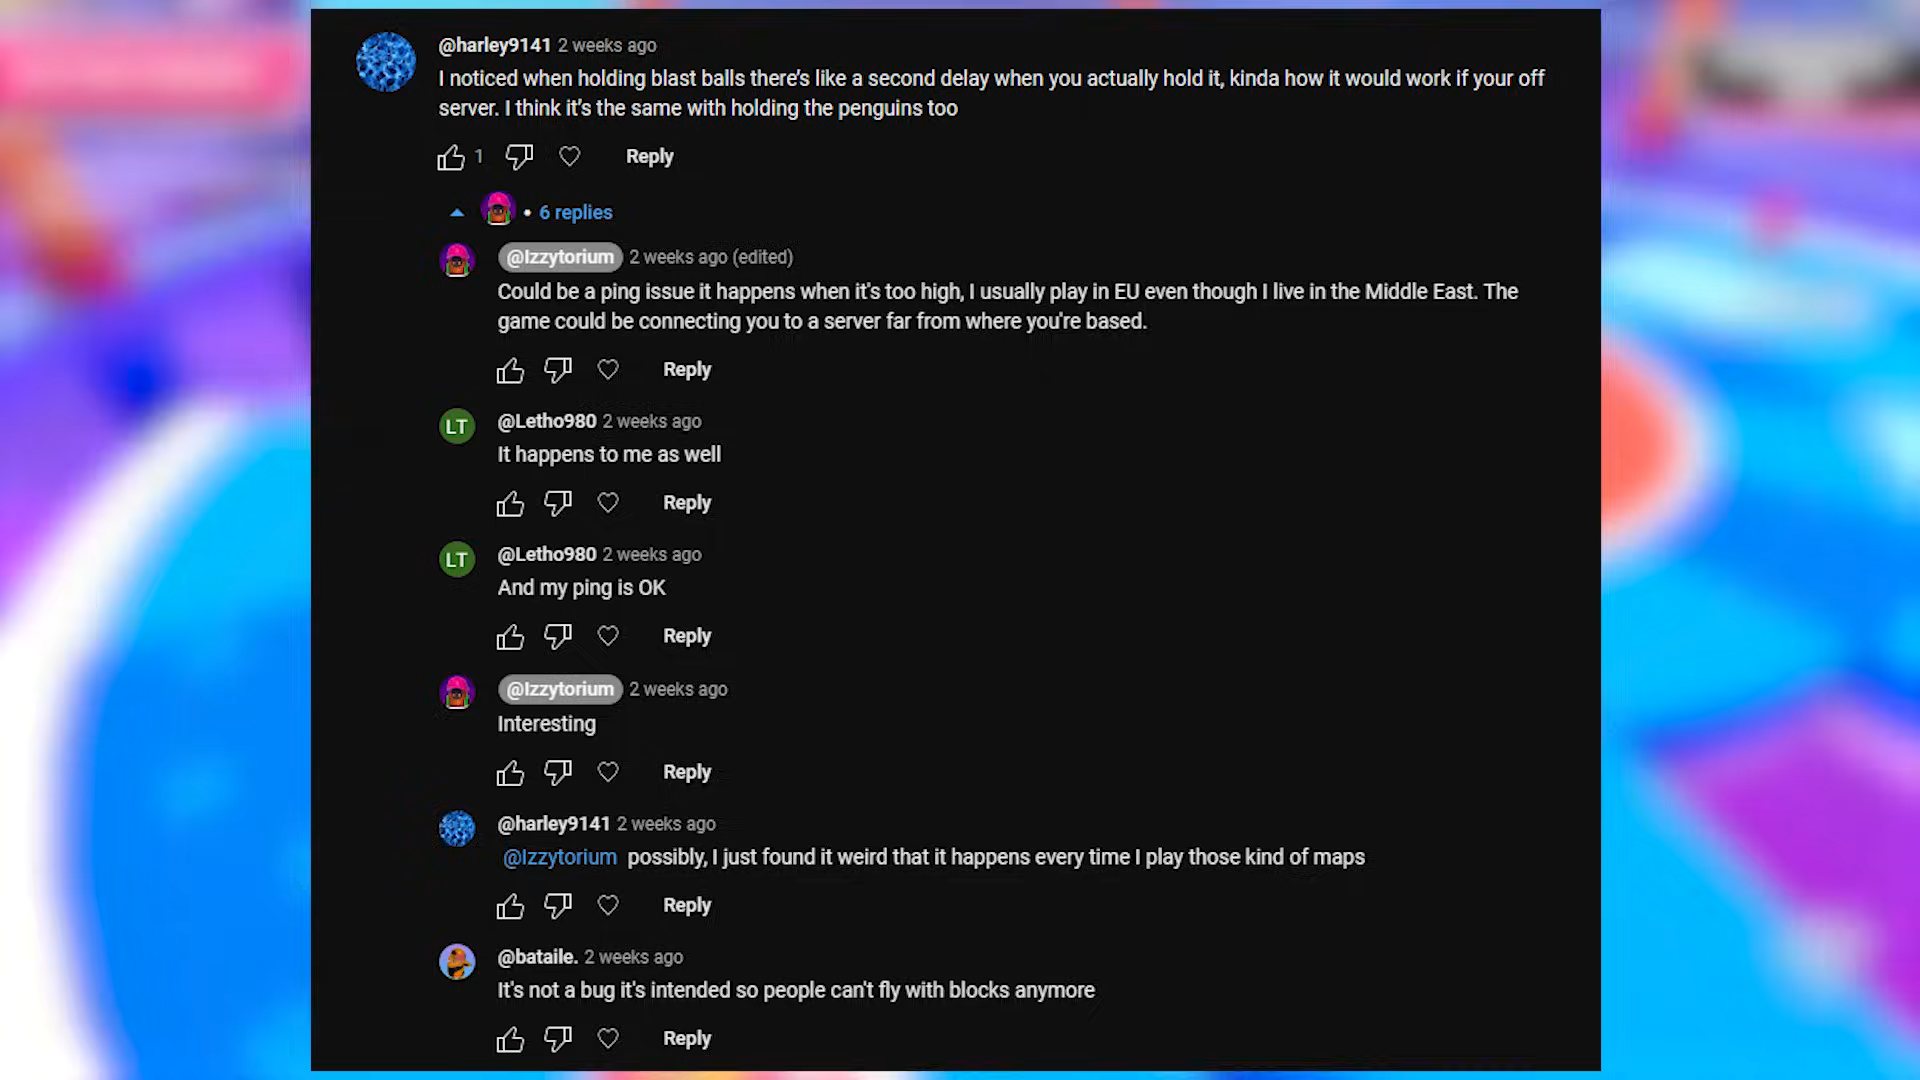 @harley9141 2 weeks ago
I noticed when holding blast balls there's like a second delay when you actually hold it, kinda how it would work if your off
server. I think it's the same with holding the penguins too
1 Reply
• 6 replies
@Izzytorium 2 weeks ago (edited)
Could be a ping issue it happens when it's too high, I usually play in EU even though I live in the Middle East. The
game could be connecting you to a server far from where you're based.
Reply
LT @Letho980 2 weeks ago
It happens to me as well
Reply
LT @Letho980 2 weeks ago
And my ping is OK
Reply
@Izzytorium 2 weeks ago
Interesting
Reply
@harley9141 2 weeks ago
@Izzytorium possibly, I just found it weird that it happens every time I play those kind of maps
Reply
@bataile. 2 weeks ago
It's not a bug it's intended so people can't fly with blocks anymore
Reply